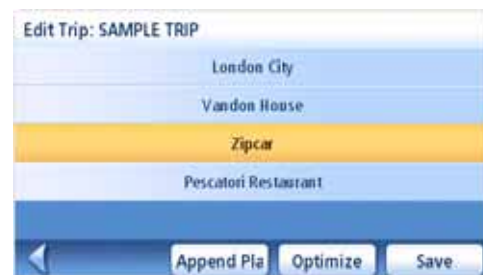 Edit Trip: SAMPLE TRIP
London City
Vandon House
Zipcar
Pescatori Restaurant
Append Pla
Optimize
Save